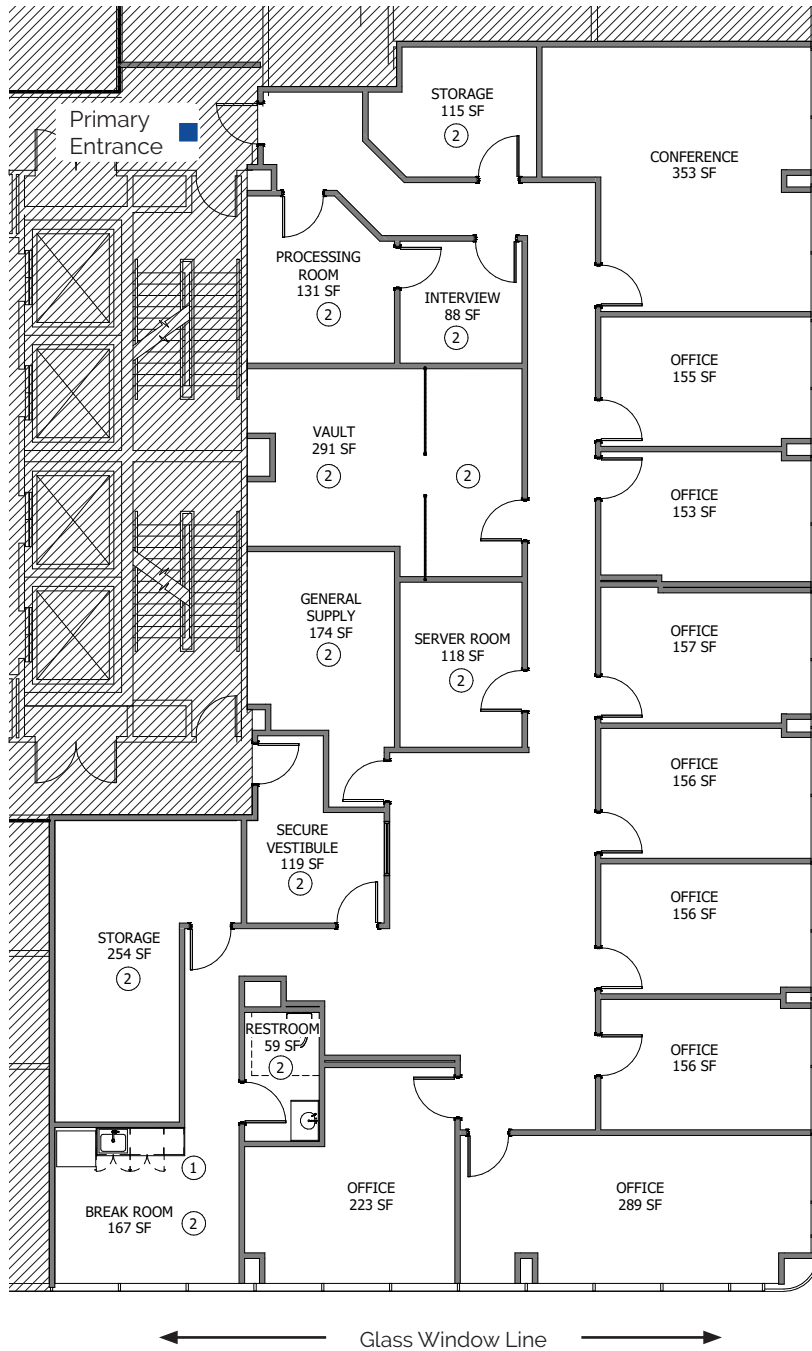 Primary
Entrance
STORAGE
115 SF
2
CONFERENCE
353 SF
PROCESSING
ROOM
131 SF
2
INTERVIEW
88 SF
2
OFFICE
155 SF
VAULT
291 SF
2
2
OFFICE
153 SF
GENERAL
SUPPLY
174 SF
2
SERVER ROOM
118 SF
2
OFFICE
157 SF
OFFICE
156 SF
SECURE
VESTIBULE
119 SF
2
OFFICE
156 SF
STORAGE
254 SF
2
RESTROOM
59 SF
2
OFFICE
156 SF
1
BREAK ROOM
167 SF
2
OFFICE
223 SF
OFFICE
289 SF
Glass Window Line